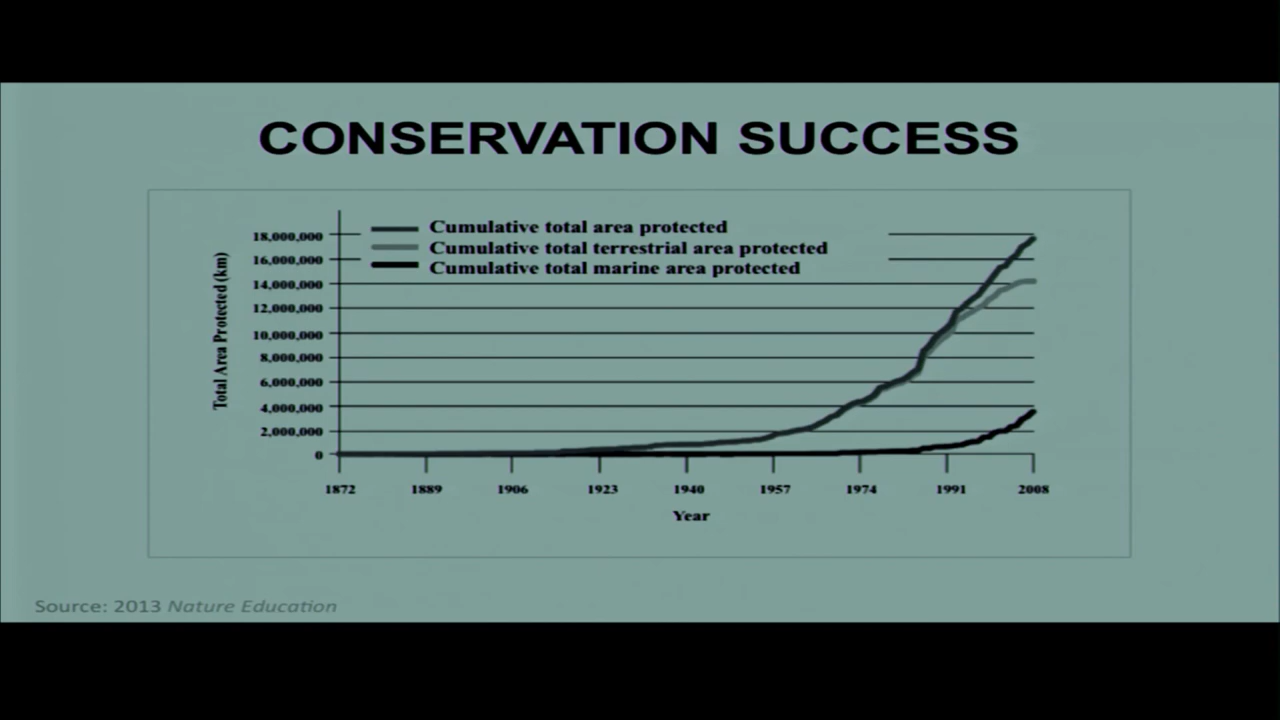 CONSERVATION SUCCESS
Cumulative total area protected
Cumulative total terrestrial area protected
Cumulative total marine area protected
Total Area Protected (km)
18,000,000
16,000,000
14,000,000
12,000,000
10,000,000
8,000,000
6,000,000
4,000,000
2,000,000
0
1872 1889 1906 1923 1940 1957 1974 1991 2008
Year
Source: 2013 Nature Education